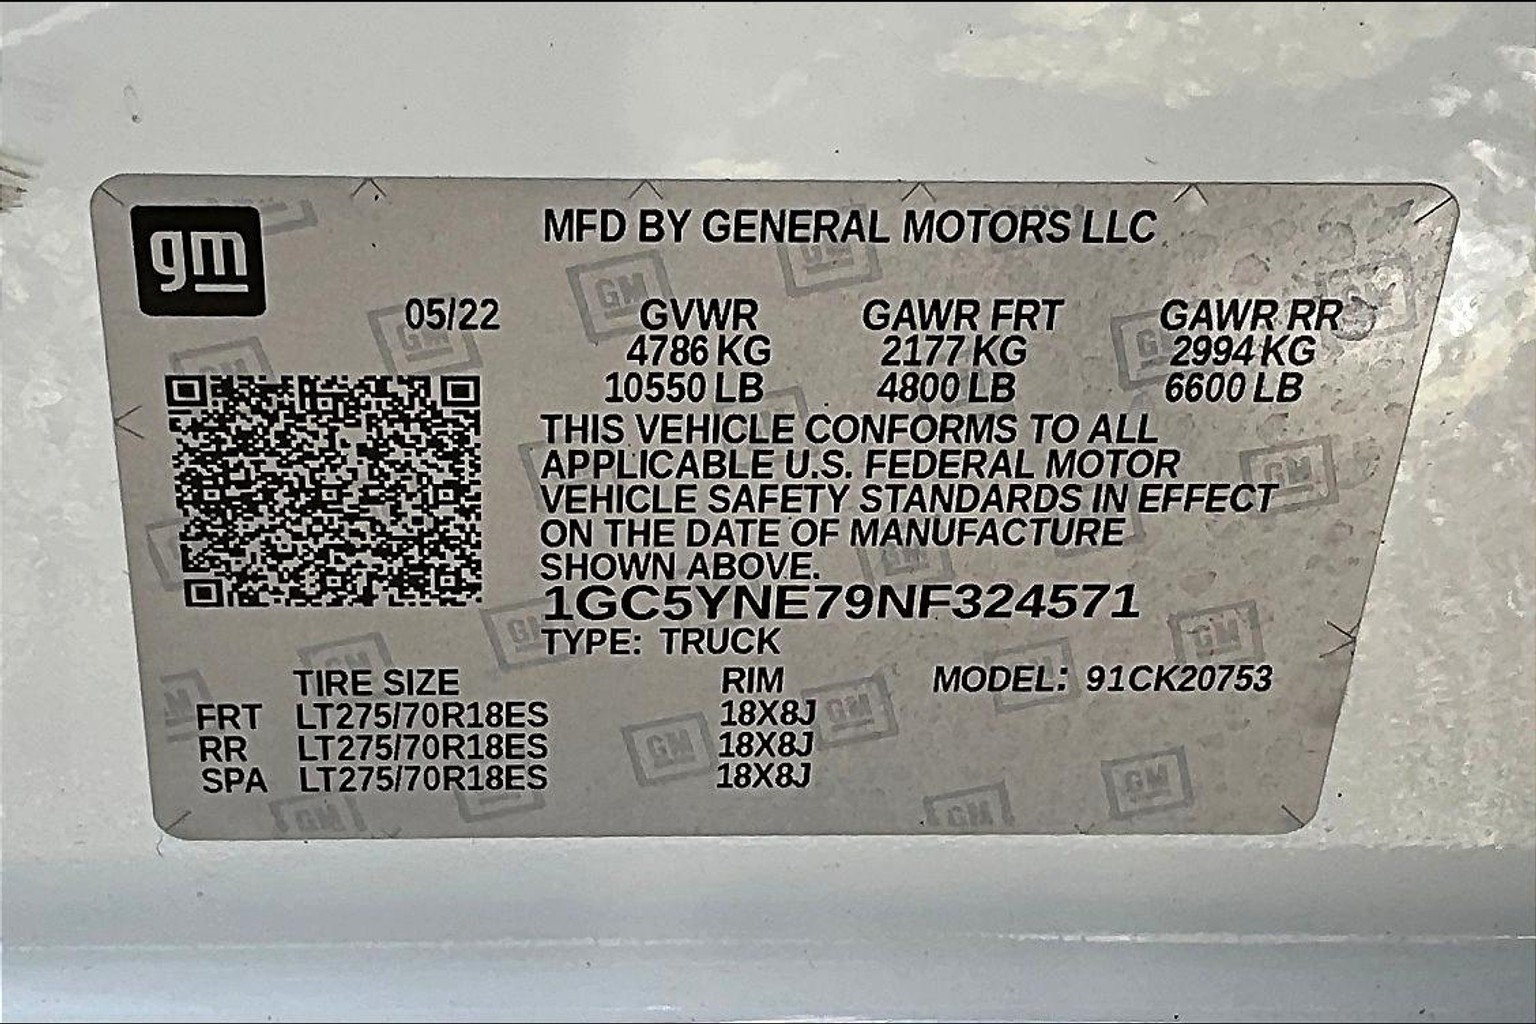 gm
MFD BY GENERAL MOTORS LLC
05/22 GVWR GAWR FRT GAWR RR
4786 KG 2177 KG 2994 KG
10550 LB 4800 LB 6600 LB
THIS VEHICLE CONFORMS TO ALL
APPLICABLE U.S. FEDERAL MOTOR
VEHICLE SAFETY STANDARDS IN EFFECT
ON THE DATE OF MANUFACTURE
SHOWN ABOVE.
1GC5YNE79NF324571
TYPE: TRUCK
TIRE SIZE RIM MODEL: 91CK20753
FRT LT275/70R18ES 18X8J
RR LT275/70R18ES 18X8J
SPA LT275/70R18ES 18X8J